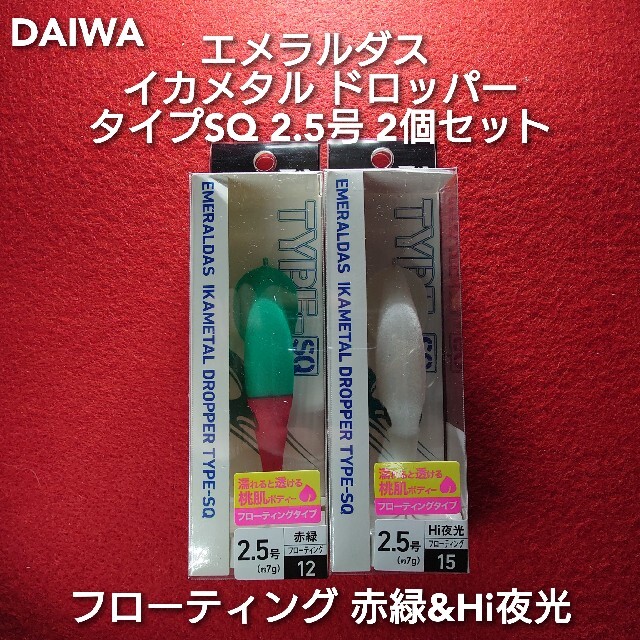 DAIWA
エメラルダス
イカメタル ドロッパー
タイプSQ 2.5号 2個セット
EMERALDAS IKAMETAL DROPPER TYPE-SQ
TYPE-SQ
濡れると透ける
桃肌ボディー
フローティングタイプ
2.5号
(約7g)
赤緑
フローティング
12
EMERALDAS IKAMETAL DROPPER TYPE-SQ
濡れると透ける
桃肌ボディー
フローティングタイプ
2.5号
(約7g)
Hi夜光
フローティング
15
フローティング 赤緑&Hi夜光